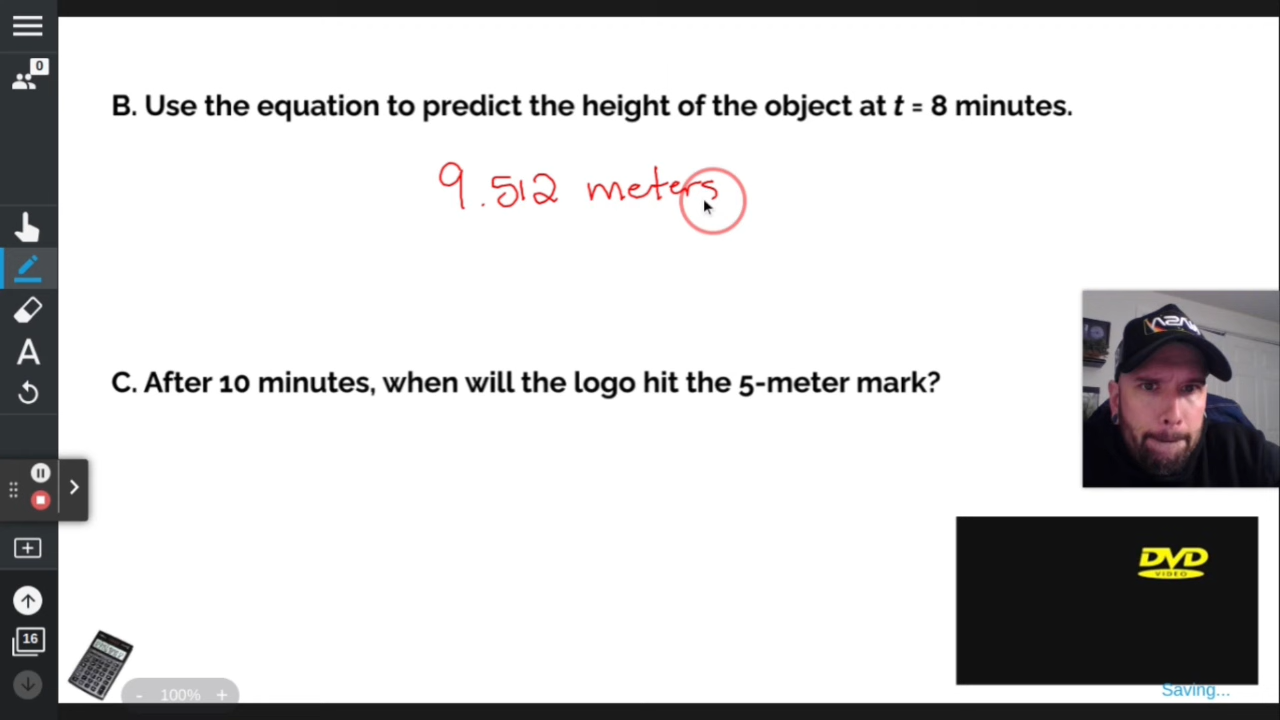 0
B. Use the equation to predict the height of the object at t = 8 minutes.
9.512 meters
C. After 10 minutes, when will the logo hit the 5-meter mark?
A
DVD
VIDEO
16
- 100% +
Saving...